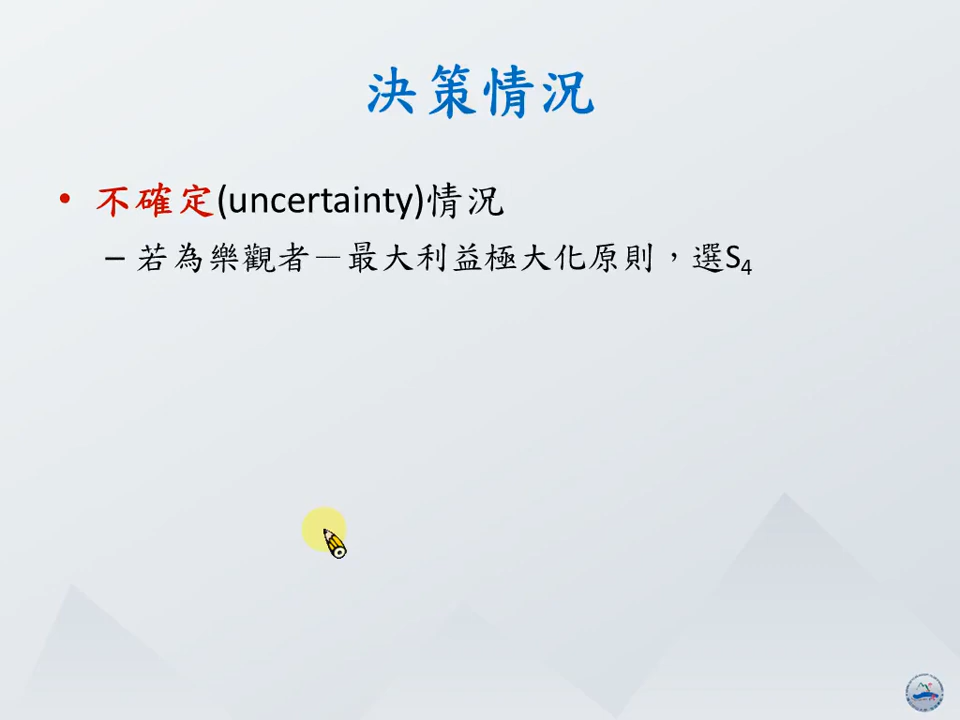 決策情況
• 不確定(uncertainty)情況
– 若為樂觀者－最大利益極大化原則，選S₄